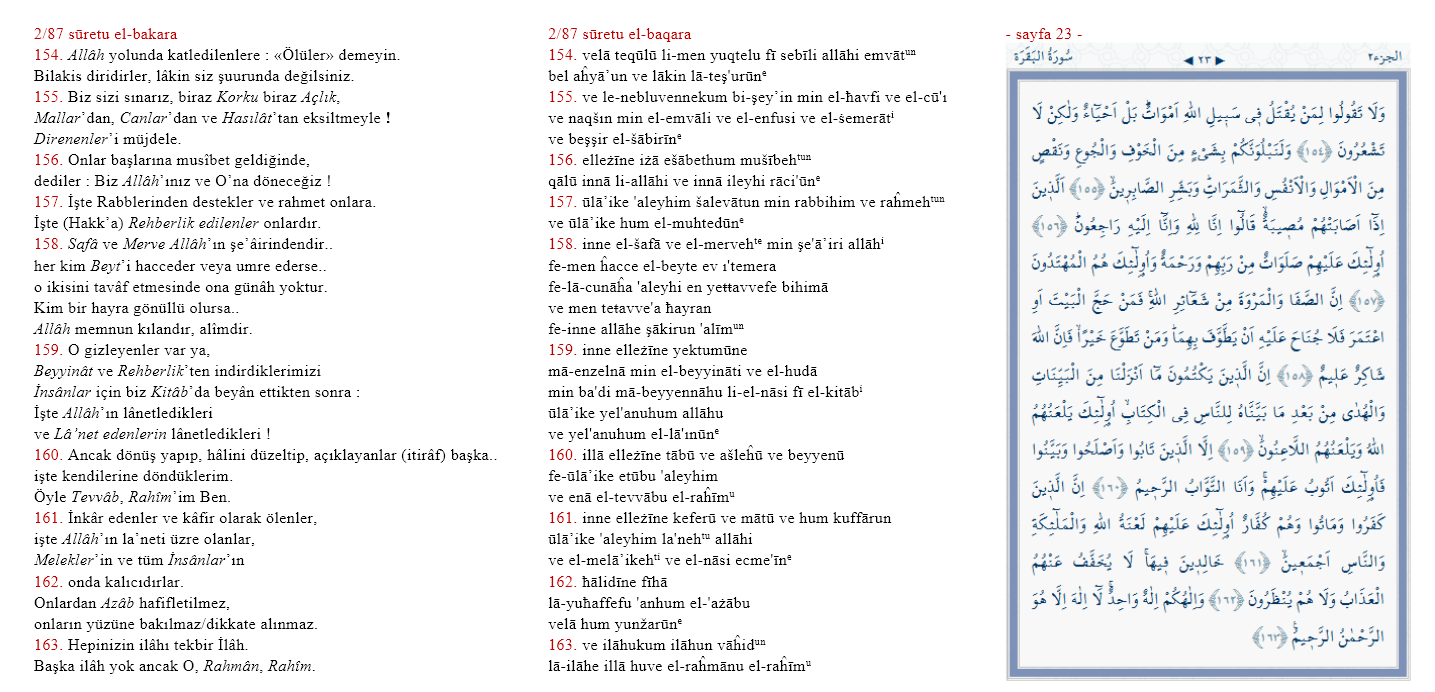 2/87 sūretu el-bakara
154. Allâh yolunda katledilenlere : «Ölüler» demeyin.
Bilakis diridirler, lâkin siz şuurunda değilsiniz.
155. Biz sizi sınarız, biraz Korku biraz Açlık,
Mallar’dan, Canlar’dan ve Hasılât’tan eksiltmeyle !
Direnenler’i müjdele.
156. Onlar başlarına musîbet geldiğinde,
dediler : Biz Allâh’ınız ve O’na döneceğiz !
157. İşte Rabblerinden destekler ve rahmet onlara.
İşte (Hakk’a) Rehberlik edilenler onlardır.
158. Safâ ve Merve Allâh’ın şe’âirindendir..
her kim Beyt’i hacceder veya umre ederse..
o ikisini tavâf etmesinde ona günâh yoktur.
Kim bir hayra gönüllü olursa..
Allâh memnun kılandır, alîmdir.
159. O gizleyenler var ya,
Beyyinât ve Rehberlik’ten indirdiklerimizi
İnsânlar için biz Kitâb’da beyân ettikten sonra :
İşte Allâh’ın lânetledikleri
ve Lâ’net edenlerin lânetledikleri !
160. Ancak dönüş yapıp, hâlini düzeltip, açıklayanlar (itirâf) başka..
işte kendilerine döndüklerim.
Öyle Tevvâb, Rahîm’im Ben.
161. İnkâr edenler ve kâfir olarak ölenler,
işte Allâh’ın la’neti üzre olanlar,
Melekler’in ve tüm İnsânlar’ın
162. onda kalıcıdırlar.
Onlardan Azâb hafifletilmez,
onların yüzüne bakılmaz/dikkate alınmaz.
163. Hepinizin ilâhı tekbir İlâh.
Başka ilâh yok ancak O, Rahmân, Rahîm.
2/87 sūretu el-baqara
154. velā teqūlū li-men yuqtelu fī sebīli allāhi emvātᵘⁿ
bel aĥyā’un ve lākin lā-teş'urūnᵉ
155. ve le-nebluvennekum bi-şey’in min el-ħavfi ve el-cū'ı
ve naqšın min el-emvāli ve el-enfusi ve el-ŝemerātⁱ
ve beşşir el-šābirīnᵉ
156. elleżīne iżā ešābethum mušībehᵗᵘⁿ
qālū innā li-allāhi ve innā ileyhi rāci'ūnᵉ
157. ūlā’ike 'aleyhim šalevātun min rabbihim ve raĥmehᵗᵘⁿ
ve ūlā’ike hum el-muhtedūnᵉ
158. inne el-šafā ve el-mervehᵗᵉ min şe'ā’iri allāhⁱ
fe-men ĥacce el-beyte ev ı'temera
fe-lā-cunāĥa 'aleyhi en yeŧŧavvefe bihimā
ve men teŧavve'a ħayran
fe-inne allāhe şākirun 'alīmᵘⁿ
159. inne elleżīne yektumūne
mā-enzelnā min el-beyyināti ve el-hudā
min ba'di mā-beyyennāhu li-el-nāsi fī el-kitābⁱ
ūlā’ike yel'anuhum allāhu
ve yel'anuhum el-lā'ınūnᵉ
160. illā elleżīne tābū ve ašleĥū ve beyyenū
fe-ūlā’ike etūbu 'aleyhim
ve enā el-tevvābu el-raĥīmᵘ
161. inne elleżīne keferū ve mātū ve hum kuffārun
ūlā’ike 'aleyhim la'nehᵗᵘ allāhi
ve el-melā’ikehᵗⁱ ve el-nāsi ecme'īnᵉ
162. ħālidīne fīhā
lā-yuħaffefu 'anhum el-'ażābu
velā hum yunžarūnᵉ
163. ve ilāhukum ilāhun vāĥidᵘⁿ
lā-ilāhe illā huve el-raĥmānu el-raĥīmᵘ
- sayfa 23 -
الجزء٢ ◄ ٢٣ ► سُورَةُ البَقَرَة
وَلَا تَقُولُوا لِمَنْ يُقْتَلُ فٖي سَبٖيلِ اللّٰهِ اَمْوَاتٌؕ بَلْ اَحْيَٓاءٌ وَلٰكِنْ لَا
تَشْعُرُونَ ﴿١٥٤﴾ وَلَنَبْلُوَنَّكُمْ بِشَیْءٍ مِنَ الْخَوْفِ وَالْجُوعِ وَنَقْصٍ
مِنَ الْاَمْوَالِ وَالْاَنْفُسِ وَالثَّمَرَاتِؕ وَبَشِّرِ الصَّابِرٖينَۙ ﴿١٥٥﴾ اَلَّذٖينَ
اِذَٓا اَصَابَتْهُمْ مُصٖيبَةٌۙ قَالُٓوا اِنَّا لِلّٰهِ وَاِنَّٓا اِلَيْهِ رَاجِعُونَؕ ﴿١٥٦﴾
اُو۬لٰٓئِكَ عَلَيْهِمْ صَلَوَاتٌ مِنْ رَبِّهِمْ وَرَحْمَةٌ وَاُو۬لٰٓئِكَ هُمُ الْمُهْتَدُونَ
﴿١٥٧﴾ اِنَّ الصَّفَا وَالْمَرْوَةَ مِنْ شَعَٓائِرِ اللّٰهِۚ فَمَنْ حَجَّ الْبَيْتَ اَوِ
اعْتَمَرَ فَلَا جُنَاحَ عَلَيْهِ اَنْ يَطَّوَّفَ بِهِمَاؕ وَمَنْ تَطَوَّعَ خَيْرًاۙ فَاِنَّ اللّٰهَ
شَاكِرٌ عَلٖيمٌ ﴿١٥٨﴾ اِنَّ الَّذٖينَ يَكْتُمُونَ مَٓا اَنْزَلْنَا مِنَ الْبَيِّنَاتِ
وَالْهُدٰى مِنْ بَعْدِ مَا بَيَّنَّاهُ لِلنَّاسِ فِی الْكِتَابِۙ اُو۬لٰٓئِكَ يَلْعَنُهُمُ
اللّٰهُ وَيَلْعَنُهُمُ اللَّاعِنُونَۙ ﴿١٥٩﴾ اِلَّا الَّذٖينَ تَابُوا وَاَصْلَحُوا وَبَيَّنُوا
فَاُو۬لٰٓئِكَ اَتُوبُ عَلَيْهِمْۚ وَاَنَا التَّوَّابُ الرَّحٖيمُ ﴿١٦٠﴾ اِنَّ الَّذٖينَ
كَفَرُوا وَمَاتُوا وَهُمْ كُفَّارٌ اُو۬لٰٓئِكَ عَلَيْهِمْ لَعْنَةُ اللّٰهِ وَالْمَلٰٓئِكَةِ
وَالنَّاسِ اَجْمَعٖينَۙ ﴿١٦١﴾ خَالِدٖينَ فٖيهَاۚ لَا يُخَفَّفُ عَنْهُمُ
الْعَذَابُ وَلَا هُمْ يُنْظَرُونَ ﴿١٦٢﴾ وَاِلٰهُكُمْ اِلٰهٌ وَاحِدٌۚ لَٓا اِلٰهَ اِلَّا هُوَ
الرَّحْمٰنُ الرَّحٖيمُ ﴿١٦٣﴾